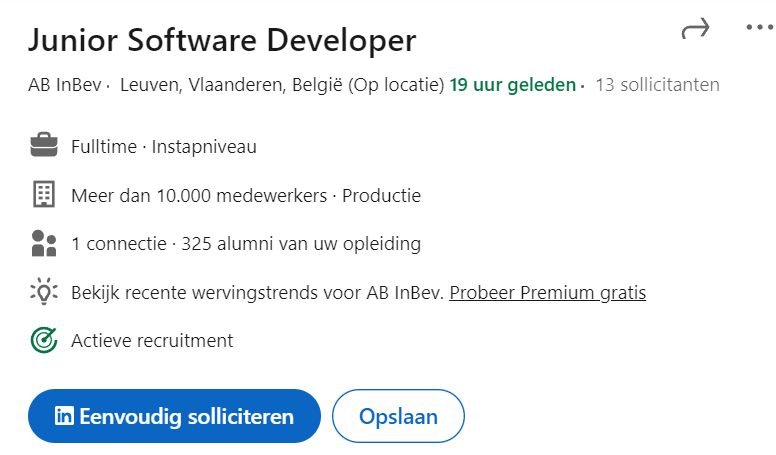 Junior Software Developer
AB InBev · Leuven, Vlaanderen, België (Op locatie) 19 uur geleden · 13 sollicitanten
Fulltime · Instapniveau
Meer dan 10.000 medewerkers · Productie
1 connectie · 325 alumni van uw opleiding
Bekijk recente wervingstrends voor AB InBev. Probeer Premium gratis
Actieve recruitment
in Eenvoudig solliciteren Opslaan